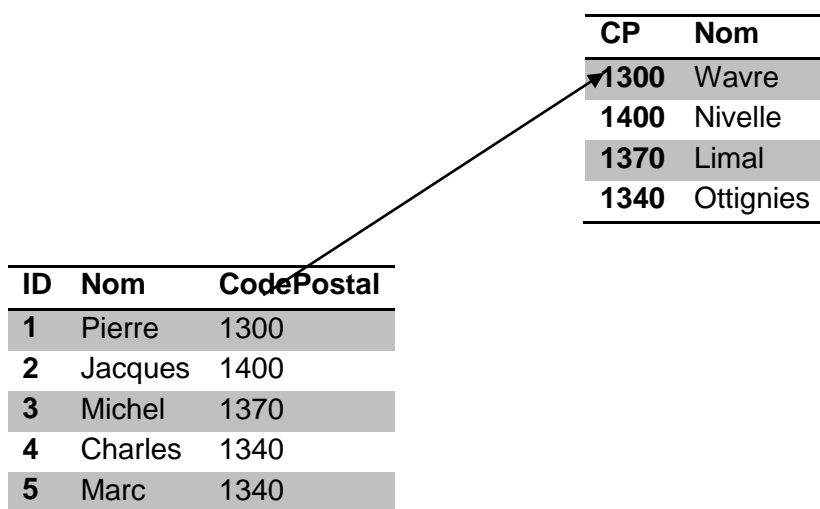 CP Nom
1300 Wavre
1400 Nivelle
1370 Limal
1340 Ottignies
ID Nom CodePostal
1 Pierre 1300
2 Jacques 1400
3 Michel 1370
4 Charles 1340
5 Marc 1340